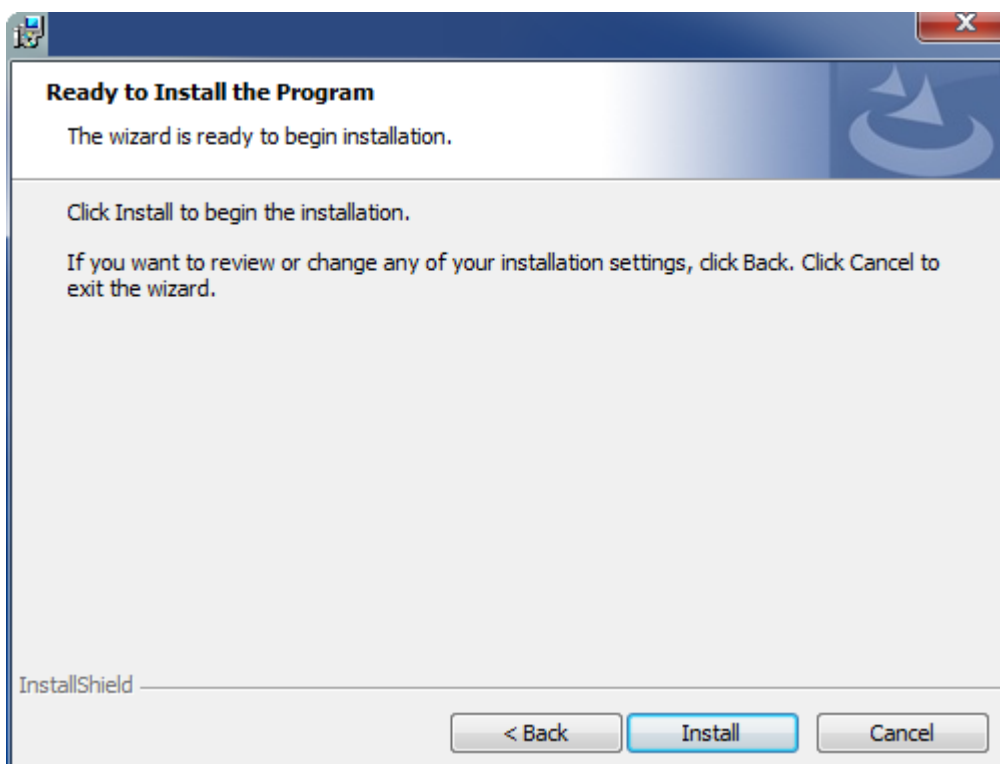 Ready to Install the Program
The wizard is ready to begin installation.
Click Install to begin the installation.
If you want to review or change any of your installation settings, click Back. Click Cancel to
exit the wizard.
InstallShield
< Back Install Cancel